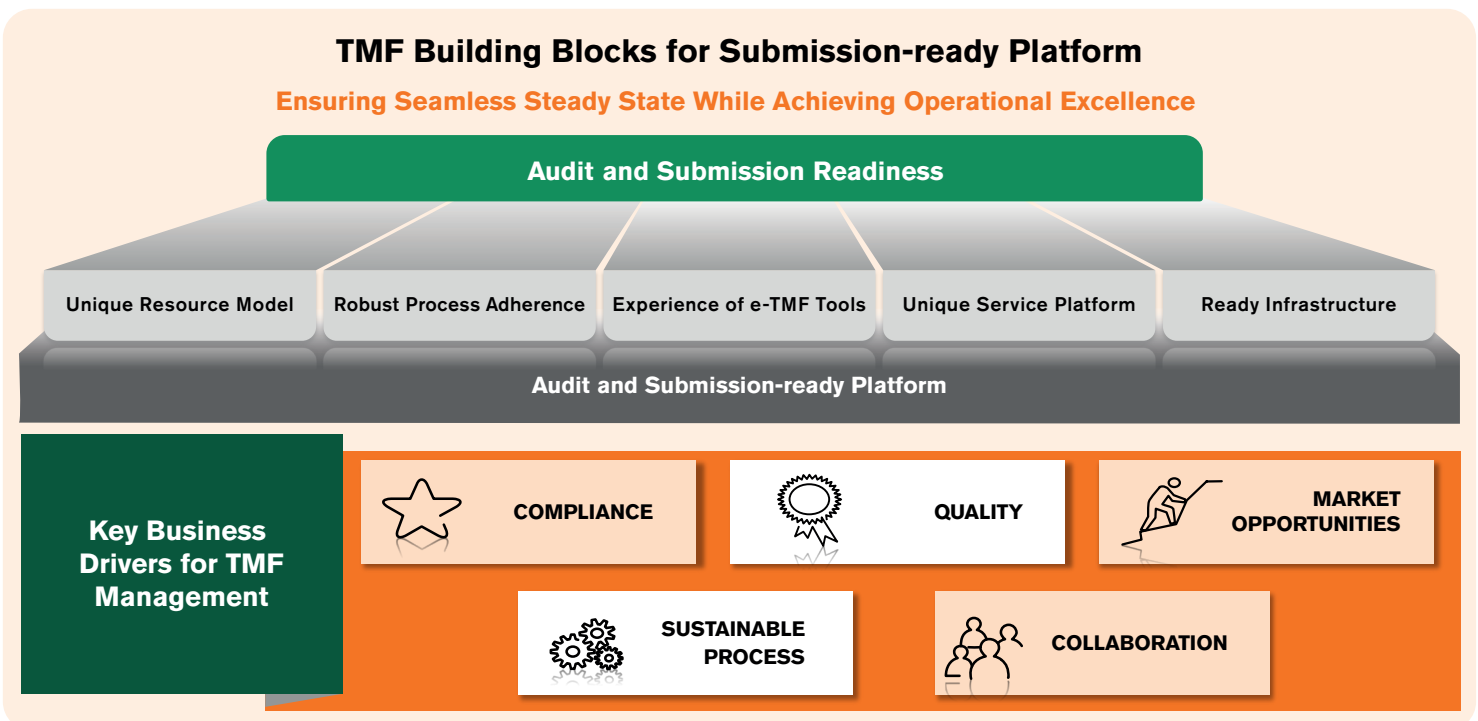 TMF Building Blocks for Submission-ready Platform
Ensuring Seamless Steady State While Achieving Operational Excellence
Audit and Submission Readiness
Unique Resource Model
Robust Process Adherence
Experience of e-TMF Tools
Unique Service Platform
Ready Infrastructure
Audit and Submission-ready Platform
Key Business
Drivers for TMF
Management
COMPLIANCE
QUALITY
MARKET
OPPORTUNITIES
SUSTAINABLE
PROCESS
COLLABORATION